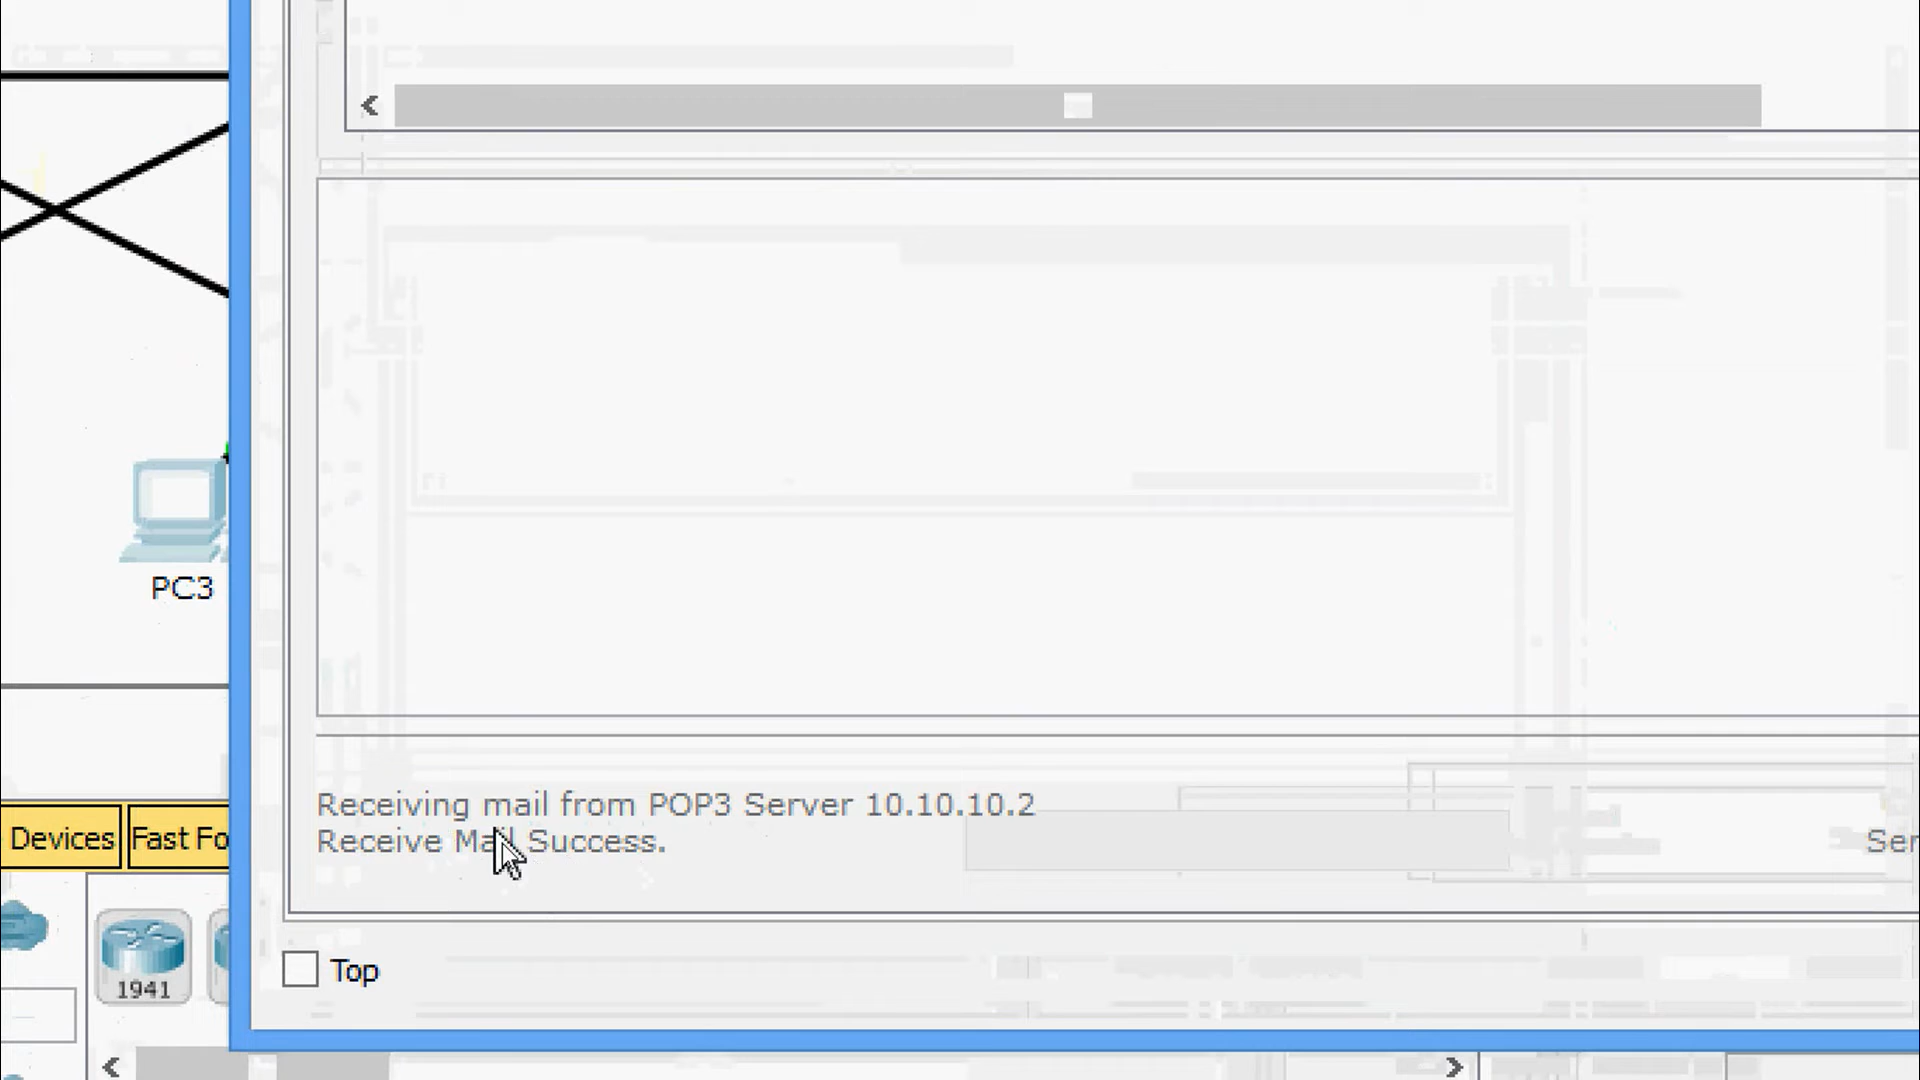 PC3
Receiving mail from POP3 Server 10.10.10.2
Receive Mail Success.
Devices
Fast Fo
Ser
1941
Top